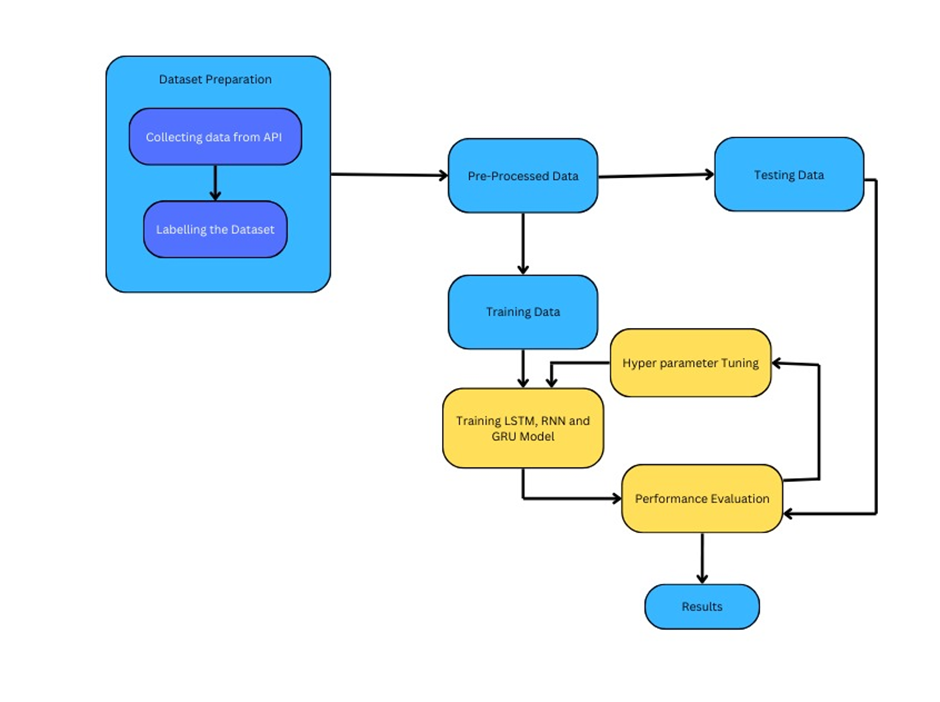 Dataset Preparation
Collecting data from API
Labelling the Dataset
Pre-Processed Data
Testing Data
Training Data
Hyper parameter Tuning
Training LSTM, RNN and
GRU Model
Performance Evaluation
Results